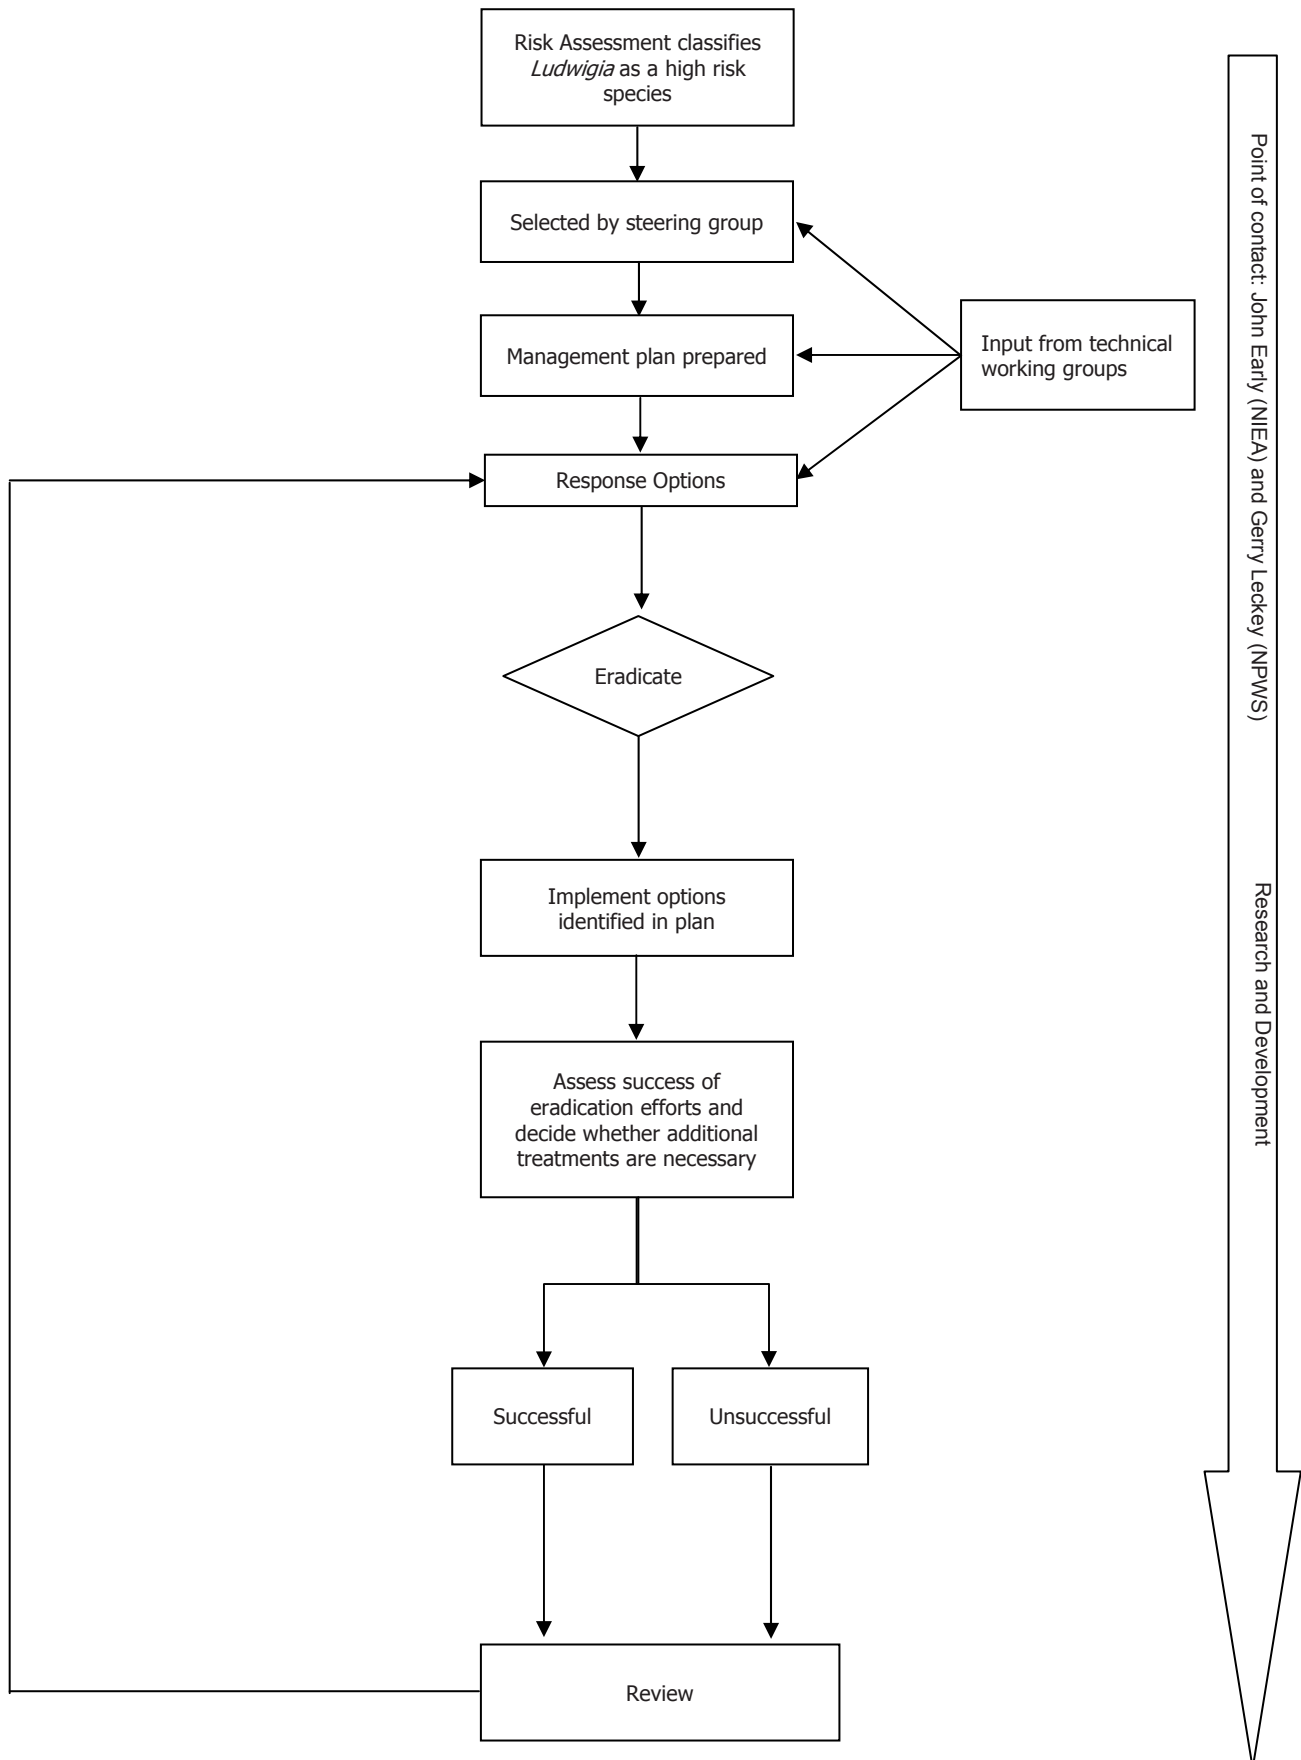 Risk Assessment classifies
Ludwigia as a high risk
species
Selected by steering group
Management plan prepared
Input from technical
working groups
Response Options
Eradicate
Implement options
identified in plan
Assess success of
eradication efforts and
decide whether additional
treatments are necessary
Successful
Unsuccessful
Review
Point of contact: John Early (NIEA) and Gerry Leckey (NPWS)
Research and Development